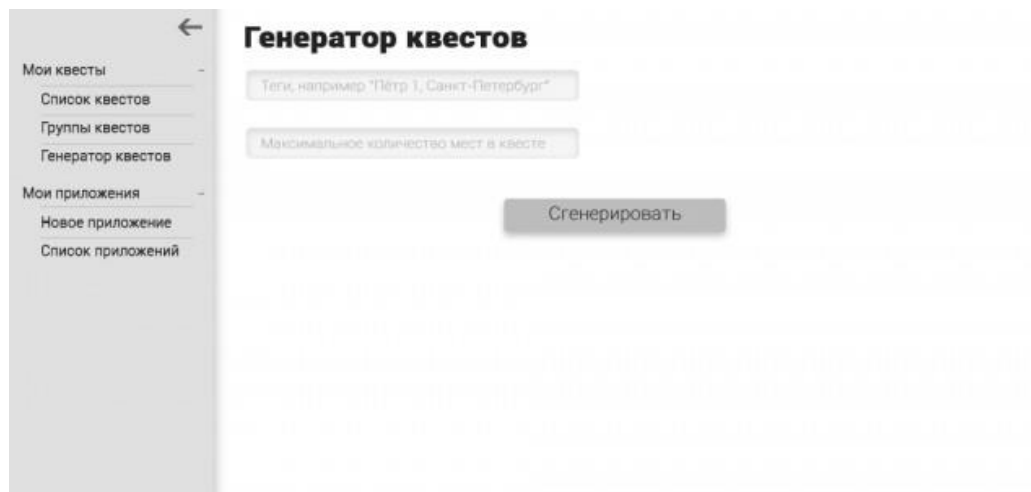 ←
Мои квесты -
Список квестов
Группы квестов
Генератор квестов
Мои приложения -
Новое приложение
Список приложений
Генератор квестов
Теги, например "Пётр 1, Санкт-Петербург"
Максимальное количество мест в квесте
Сгенерировать